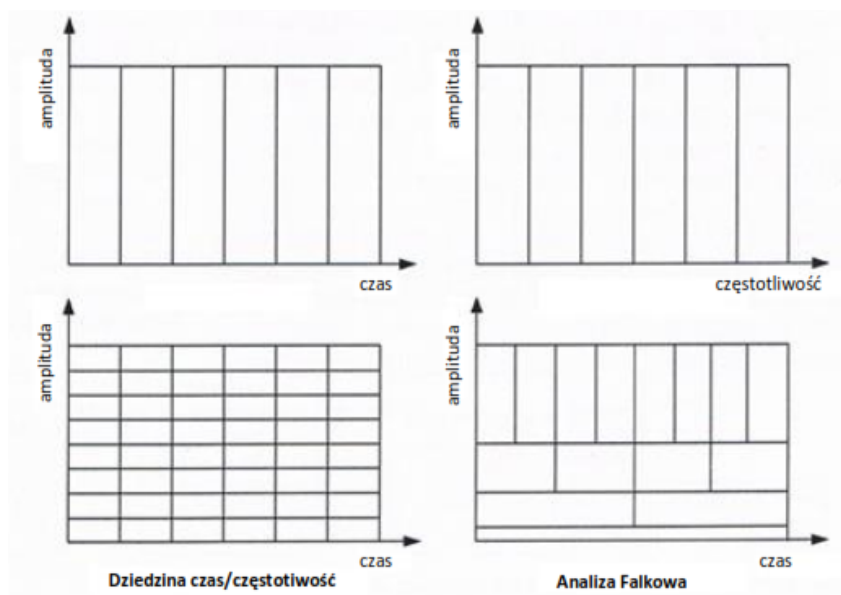 amplituda
amplituda
czas
częstotliwość
amplituda
amplituda
czas
czas
Dziedzina czas/częstotiwość
Analiza Falkowa